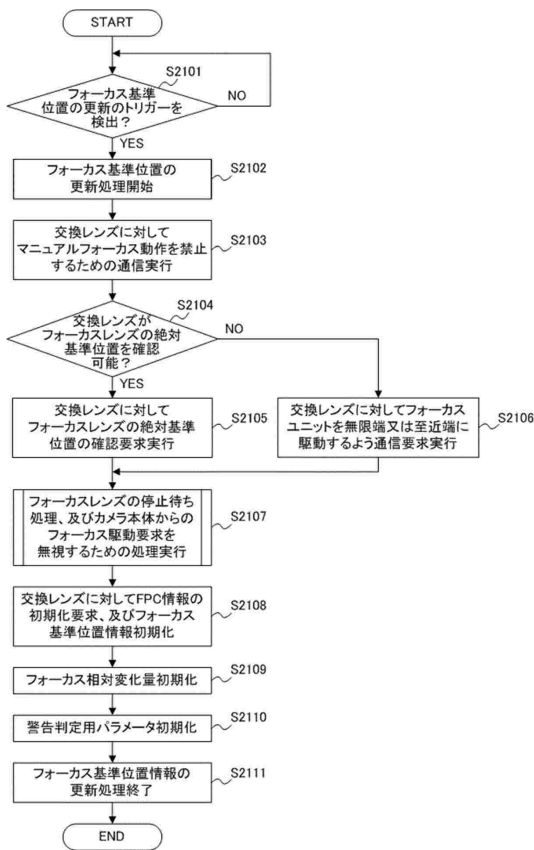 START
S2101
フォーカス基準
位置の更新のトリガーを
検出？
NO
YES
フォーカス基準位置の
更新処理開始
S2102
交換レンズに対して
マニュアルフォーカス動作を禁止
するための通信実行
S2103
S2104
交換レンズが
フォーカスレンズの絶対
基準位置を確認
可能？
NO
YES
交換レンズに対して
フォーカスレンズの絶対基準
位置の確認要求実行
S2105
交換レンズに対してフォーカス
ユニットを無限端又は至近端に
駆動するよう通信要求実行
S2106
フォーカスレンズの停止待ち
処理、及びカメラ本体からの
フォーカス駆動要求を
無視するための処理実行
S2107
交換レンズに対してFPC情報の
初期化要求、及びフォーカス
基準位置情報初期化
S2108
フォーカス相対変化量初期化
S2109
警告判定用パラメータ初期化
S2110
フォーカス基準位置情報の
更新処理終了
S2111
END